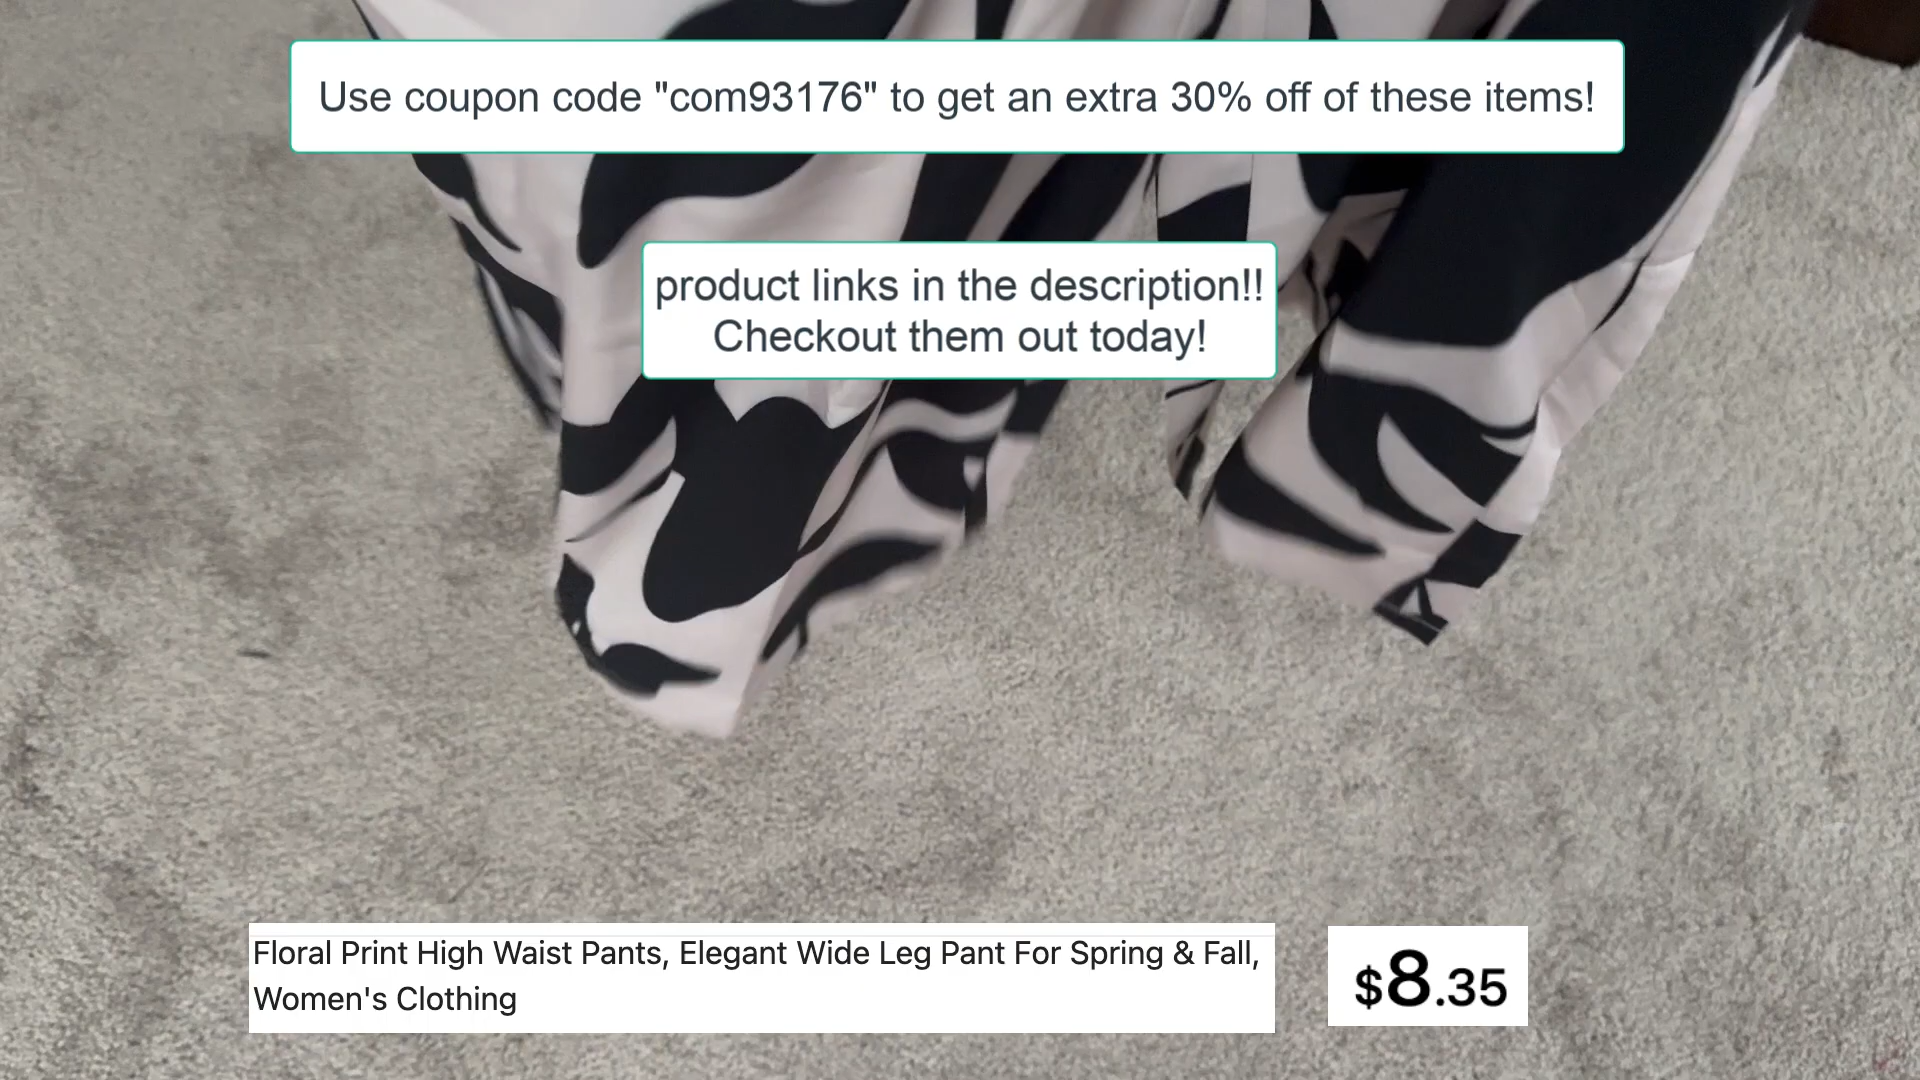 Use coupon code "com93176" to get an extra 30% off of these items!
product links in the description!!
Checkout them out today!
Floral Print High Waist Pants, Elegant Wide Leg Pant For Spring & Fall,
Women's Clothing
$8.35